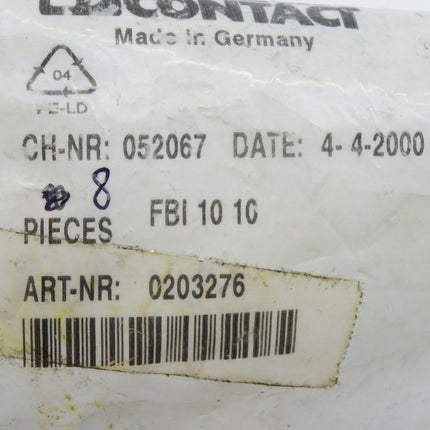 CONTACT
Made in Germany
04
PE-LD
CH-NR: 052067 DATE: 4-4-2000
8
PIECES FBI 10 10
ART-NR: 0203276